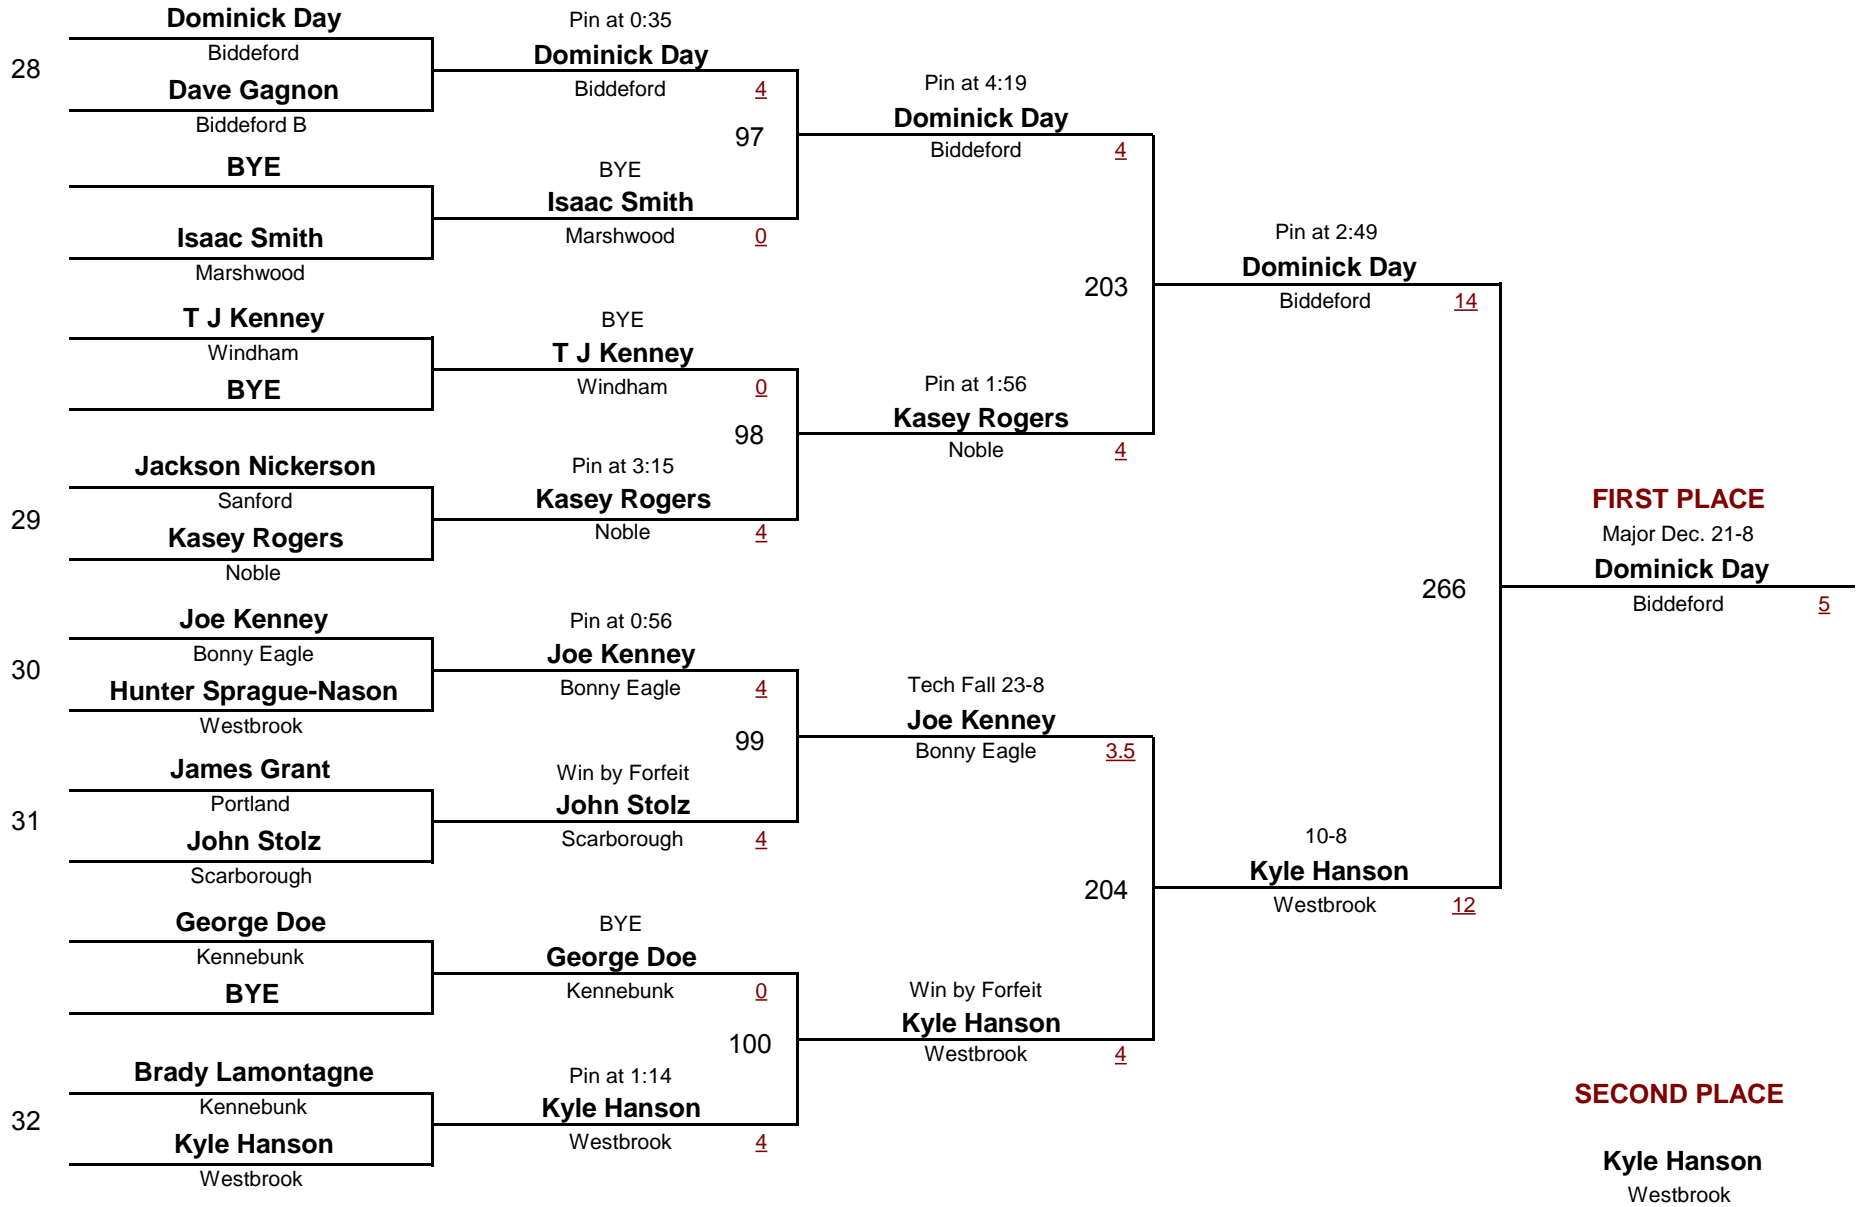 Dominick Day
Biddeford
28
Dave Gagnon
Biddeford B
BYE
Isaac Smith
Marshwood
T J Kenney
Windham
BYE
Jackson Nickerson
Sanford
29
Kasey Rogers
Noble
Joe Kenney
Bonny Eagle
30
Hunter Sprague-Nason
Westbrook
James Grant
Portland
31
John Stolz
Scarborough
George Doe
Kennebunk
BYE
Brady Lamontagne
Kennebunk
32
Kyle Hanson
Westbrook
Pin at 0:35
Dominick Day
Biddeford 4
97
BYE
Isaac Smith
Marshwood 0
BYE
T J Kenney
Windham 0
98
Pin at 3:15
Kasey Rogers
Noble 4
Pin at 0:56
Joe Kenney
Bonny Eagle 4
99
Win by Forfeit
John Stolz
Scarborough 4
BYE
George Doe
Kennebunk 0
100
Pin at 1:14
Kyle Hanson
Westbrook 4
Pin at 4:19
Dominick Day
Biddeford 4
203
Pin at 1:56
Kasey Rogers
Noble 4
Tech Fall 23-8
Joe Kenney
Bonny Eagle 3.5
204
Win by Forfeit
Kyle Hanson
Westbrook 4
Pin at 2:49
Dominick Day
Biddeford 14
266
10-8
Kyle Hanson
Westbrook 12
FIRST PLACE
Major Dec. 21-8
Dominick Day
Biddeford 5
SECOND PLACE
Kyle Hanson
Westbrook